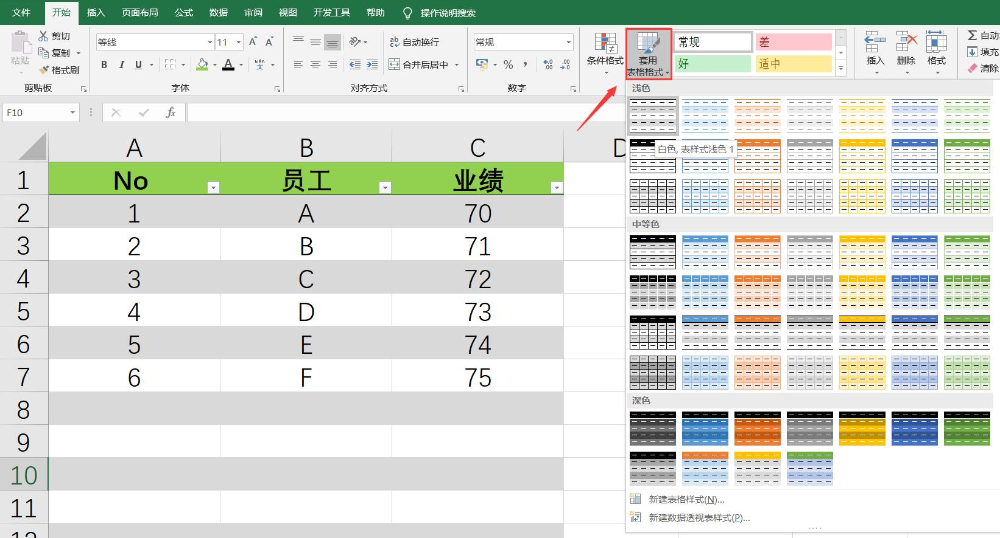 文件 开始 插入 页面布局 公式 数据 审阅 视图 开发工具 帮助 操作说明搜索
粘贴 剪切 复制 格式刷 剪贴板
等线 11 B I U A wén 文 字体
ab 自动换行 合并后居中 对齐方式
常规 % , .00 数字
条件格式 套用 表格格式
常规 差
好 适中
插入 删除 格式
Σ 自动
填充
清除
F10 fx
浅色
白色, 表样式浅色 1
中等色
深色
新建表格样式(N)...
新建数据透视表样式(P)...
A B C D
1 No 员工 业绩
2 1 A 70
3 2 B 71
4 3 C 72
5 4 D 73
6 5 E 74
7 6 F 75
8
9
10
11